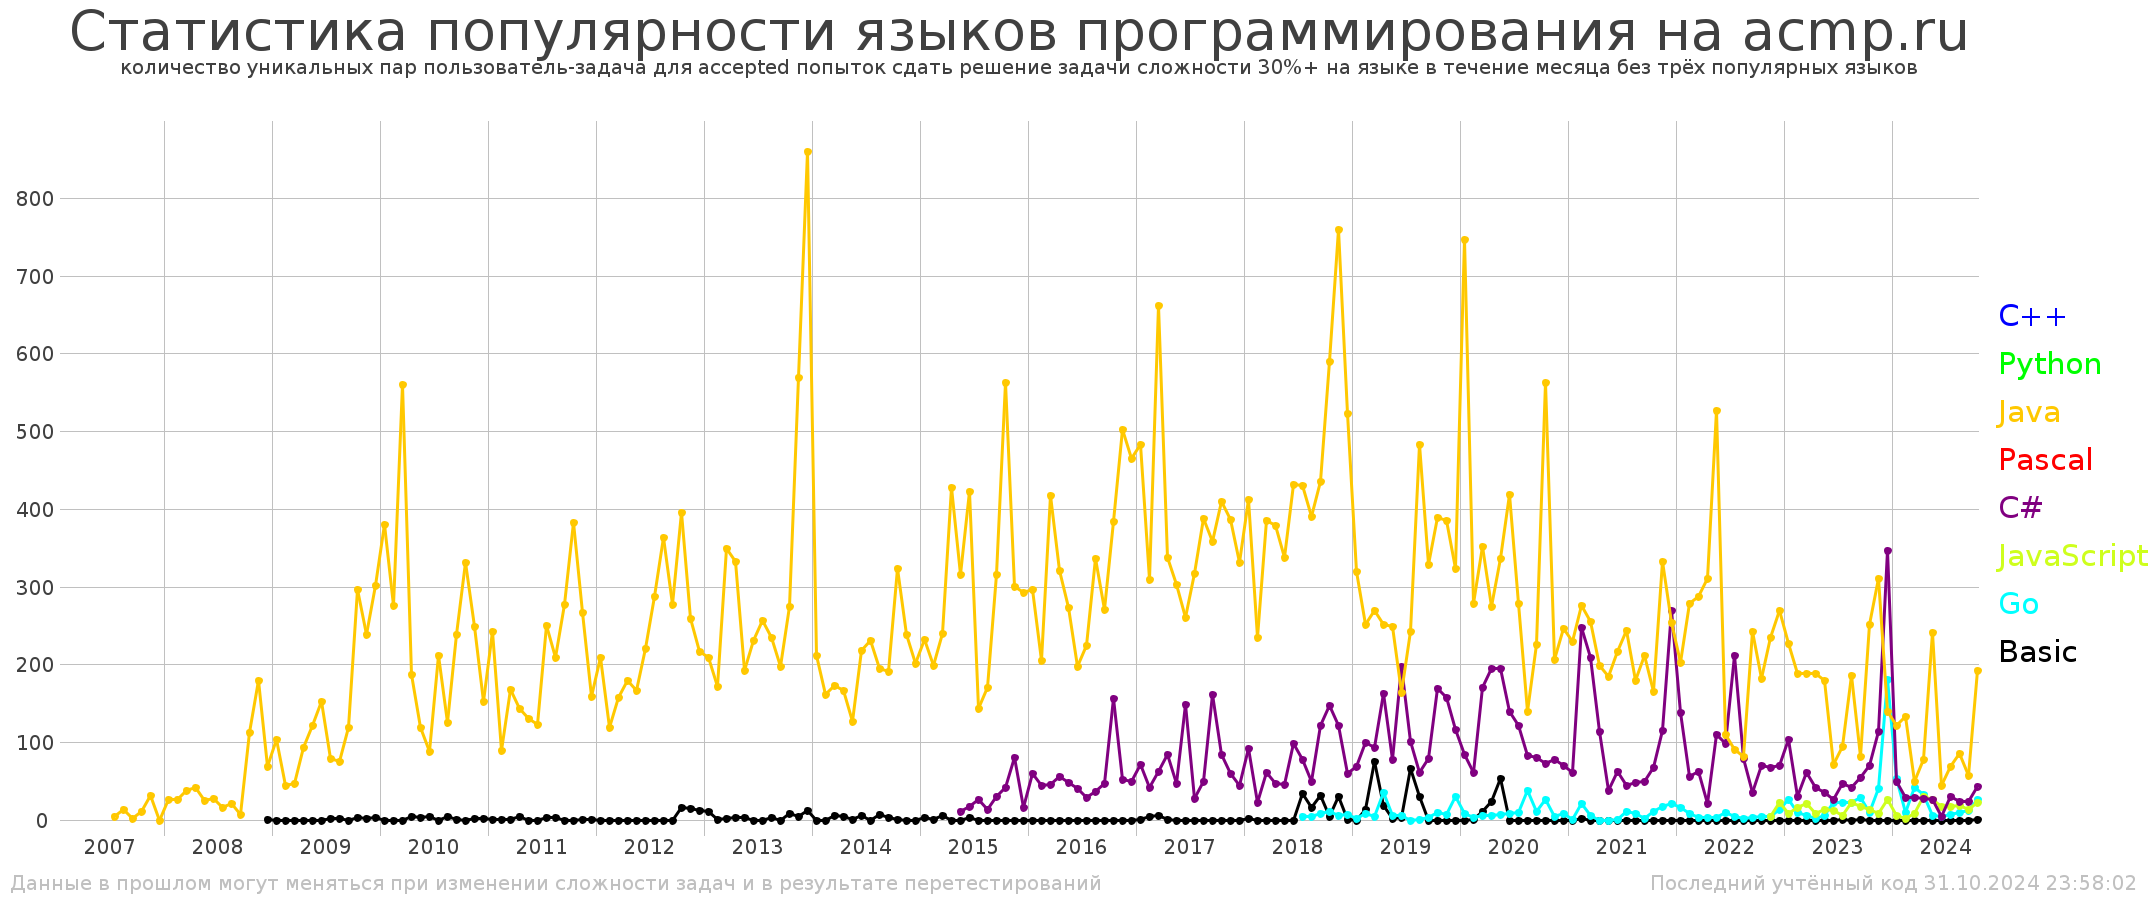 Статистика популярности языков программирования на acmp.ru
количество уникальных пар пользователь-задача для accepted попыток сдать решение задачи сложности 30%+ на языке в течение месяца без трёх популярных языков
800
700
600
500
400
300
200
100
0
C++
Python
Java
Pascal
C#
JavaScript
Go
Basic
2007 2008 2009 2010 2011 2012 2013 2014 2015 2016 2017 2018 2019 2020 2021 2022 2023 2024
Данные в прошлом могут меняться при изменении сложности задач и в результате перетестирований
Последний учтённый код 31.10.2024 23:58:02